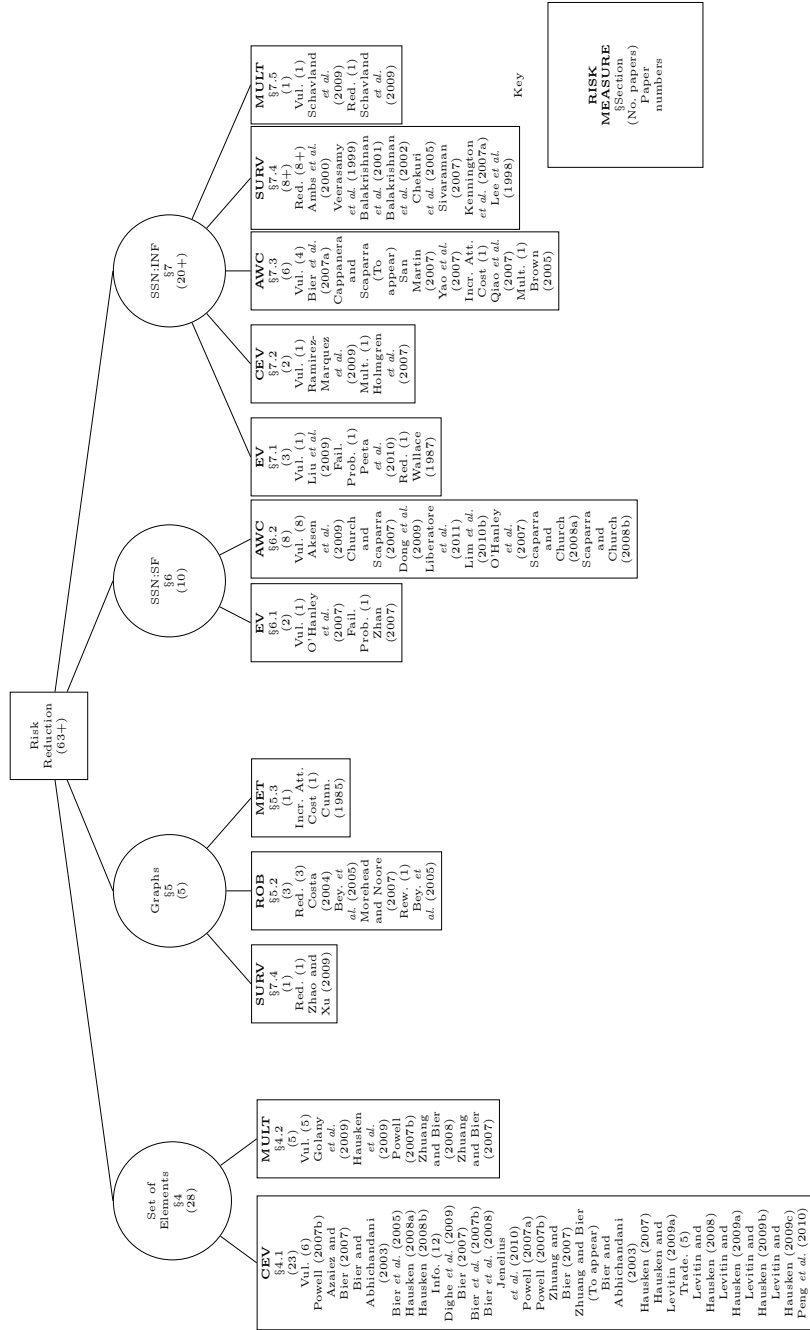 Risk
Reduction
(63+)
Set of
Elements
§4
(28)
Graphs
§5
(5)
SSN:SF
§6
(10)
SSN:INF
§7
(20+)
CEV
§4.1
(23)
Vul. (6)
Powell (2007b)
Azaiez and
Bier (2007)
Bier and
Abhichandani
(2003)
Bier et al. (2005)
Hausken (2008a)
Hausken (2008b)
Info. (12)
Dighe et al. (2009)
Bier (2007)
Bier et al. (2007b)
Bier et al. (2008)
Jenelius
et al. (2010)
Powell (2007a)
Powell (2007b)
Zhuang and
Bier (2007)
Zhuang and Bier
(To appear)
Bier and
Abhichandani
(2003)
Hausken (2007)
Hausken and
Levitin (2009a)
Trade. (5)
Levitin and
Hausken (2008)
Levitin and
Hausken (2009a)
Levitin and
Hausken (2009b)
Levitin and
Hausken (2009c)
Peng et al. (2010)
MULT
§4.2
(5)
Vul. (5)
Golany
et al.
(2009)
Hausken
et al.
(2009)
Powell
(2007b)
Zhuang
and Bier
(2008)
Zhuang
and Bier
(2007)
SURV
§7.4
(1)
Red. (1)
Zhao and
Xu (2009)
ROB
§5.2
(3)
Red. (3)
Costa
(2004)
Bey. et
al. (2005)
Morehead
and Noore
(2007)
Rew. (1)
Bey. et
al. (2005)
MET
§5.3
(1)
Incr. Att.
Cost (1)
Cunn.
(1985)
EV
§6.1
(2)
Vul. (1)
O'Hanley
et al.
(2007)
Fail.
Prob. (1)
Zhan
(2007)
AWC
§6.2
(8)
Vul. (8)
Aksen
et al.
(2009)
Church
and
Scaparra
(2007)
Dong et al.
(2009)
Liberatore
et al.
(2011)
Lim et al.
(2010b)
O'Hanley
et al.
(2007)
Scaparra
and
Church
(2008a)
Scaparra
and
Church
(2008b)
EV
§7.1
(3)
Vul. (1)
Liu et al.
(2009)
Fail.
Prob. (1)
Peeta
et al.
(2010)
Red. (1)
Wallace
(1987)
CEV
§7.2
(2)
Vul. (1)
Ramirez-
Marquez
et al.
(2009)
Mult. (1)
Holmgren
et al.
(2007)
AWC
§7.3
(6)
Vul. (4)
Bier et al.
(2007a)
Cappanera
and
Scaparra
(To
appear)
San
Martin
(2007)
Yao et al.
(2007)
Incr. Att.
Cost (1)
Qiao et al.
(2007)
Mult. (1)
Brown
(2005)
SURV
§7.4
(8+)
Red. (8+)
Ambs et al.
(2000)
Veerasamy
et al. (1999)
Balakrishnan
et al. (2001)
Balakrishnan
et al. (2002)
Chekuri
et al. (2005)
Sivaraman
(2007)
Kennington
et al. (2007a)
Lee et al.
(1998)
MULT
§7.5
(1)
Vul. (1)
Schavland
et al.
(2009)
Red. (1)
Schavland
et al.
(2009)
Key
RISK
MEASURE
§Section
(No. papers)
Paper
numbers